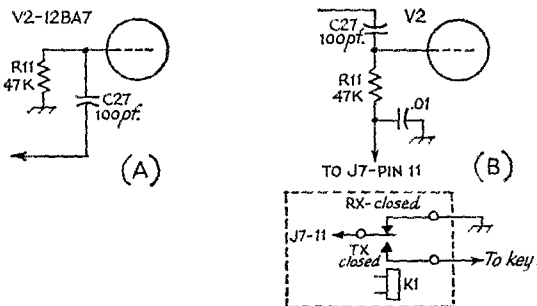 V2-12BA7
R11
47K
C27
100pf.
(A)
V2
C27
100pf.
R11
47K
.01
TO J7-PIN 11
(B)
RX-closed
J7-11
TX
closed
To key
K1